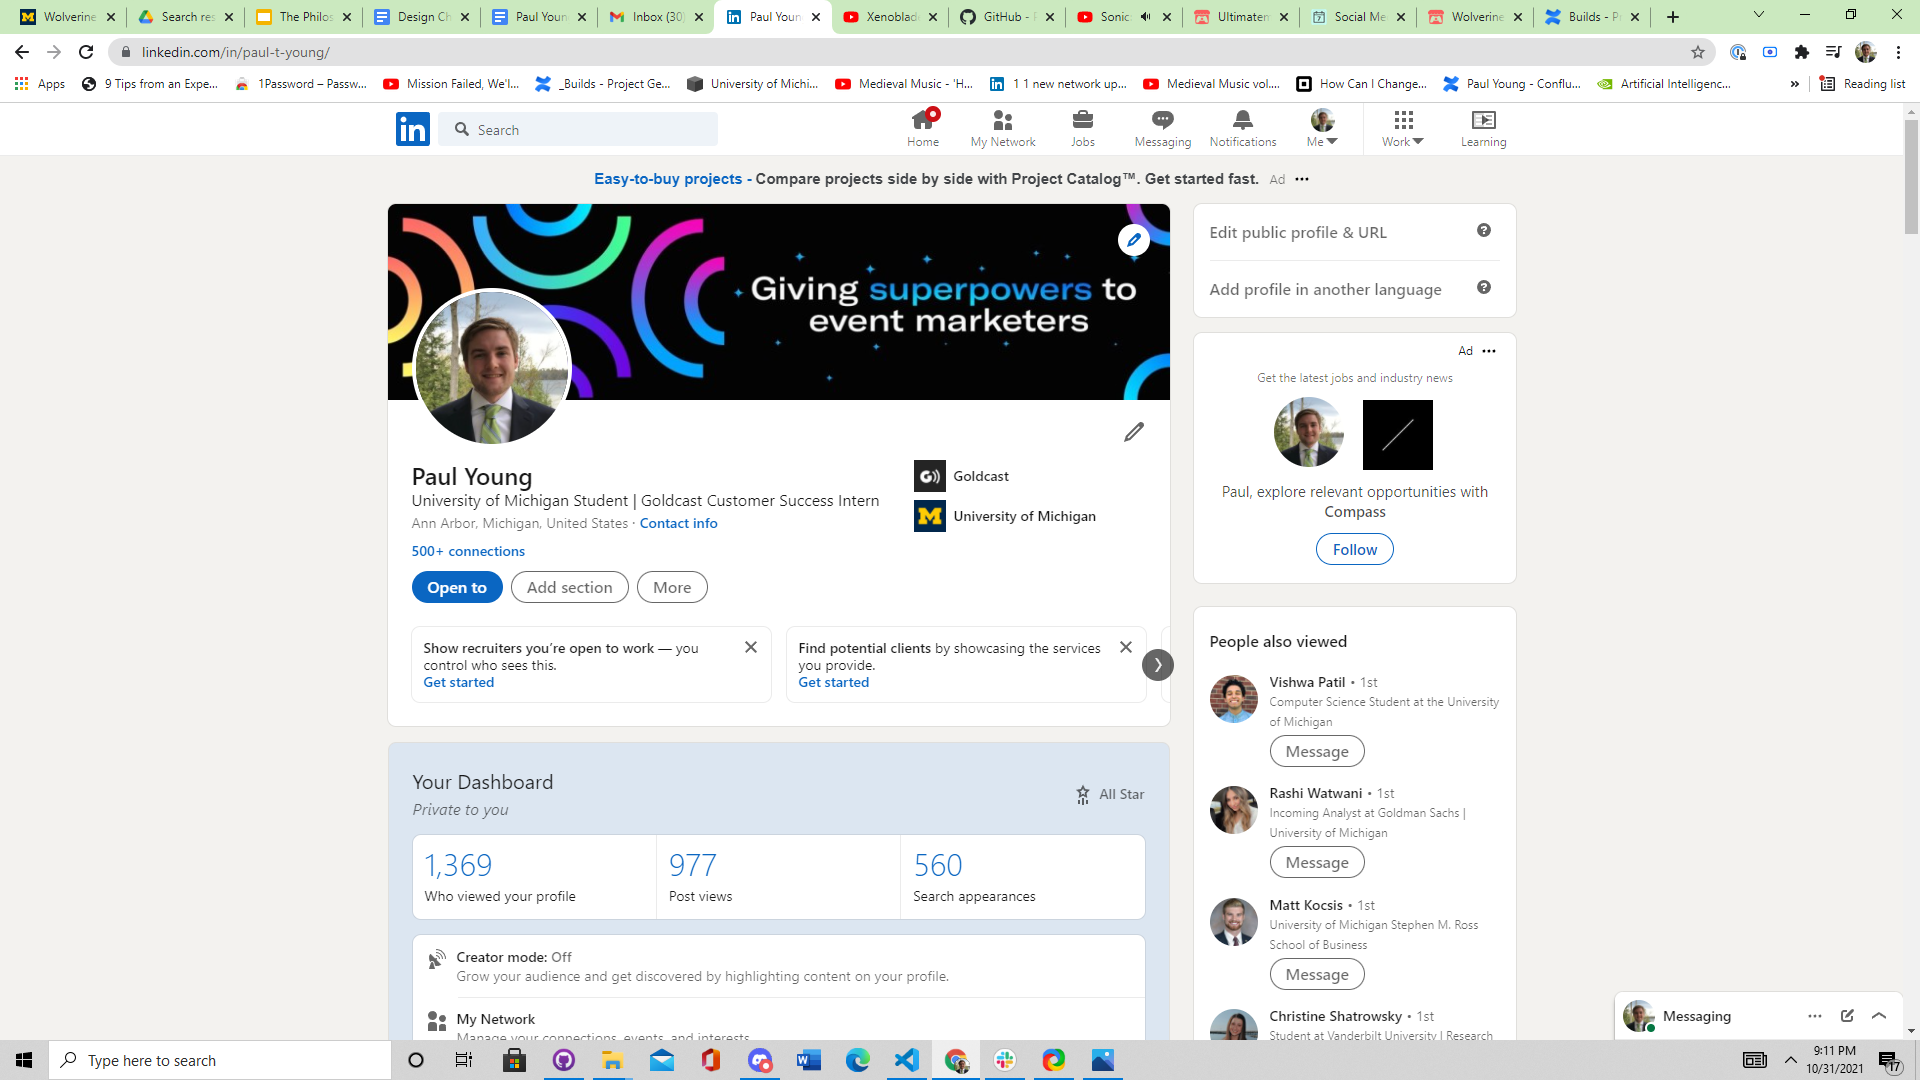 Wolverine
Search res
The Philos
Design Ch
Paul Youn
Inbox (30)
Paul Youn
Xenoblad
GitHub - P
Sonic
Ultimatem
Social Me
Wolverine
Builds - P
linkedin.com/in/paul-t-young/
Apps
9 Tips from an Expe...
1Password – Passw...
Mission Failed, We'l...
_Builds - Project Ge...
University of Michi...
Medieval Music - 'H...
1 1 new network up...
Medieval Music vol....
How Can I Change...
Paul Young - Conflu...
Artificial Intelligenc...
»
Reading list
in
Search
Home
My Network
Jobs
Messaging
Notifications
Me
Work
Learning
Easy-to-buy projects - Compare projects side by side with Project Catalog™. Get started fast. Ad
Giving superpowers to
event marketers
Paul Young
University of Michigan Student | Goldcast Customer Success Intern
Ann Arbor, Michigan, United States · Contact info
500+ connections
Goldcast
University of Michigan
Open to
Add section
More
Show recruiters you're open to work — you
control who sees this.
Get started
Find potential clients by showcasing the services
you provide.
Get started
Your Dashboard
Private to you
All Star
1,369
Who viewed your profile
977
Post views
560
Search appearances
Creator mode: Off
Grow your audience and get discovered by highlighting content on your profile.
My Network
Manage your connections, events, and interests.
Edit public profile & URL
Add profile in another language
Ad
Get the latest jobs and industry news
Paul, explore relevant opportunities with
Compass
Follow
People also viewed
Vishwa Patil • 1st
Computer Science Student at the University
of Michigan
Message
Rashi Watwani • 1st
Incoming Analyst at Goldman Sachs |
University of Michigan
Message
Matt Kocsis • 1st
University of Michigan Stephen M. Ross
School of Business
Message
Christine Shatrowsky • 1st
Student at Vanderbilt University | Research
Messaging
Type here to search
9:11 PM
10/31/2021
17